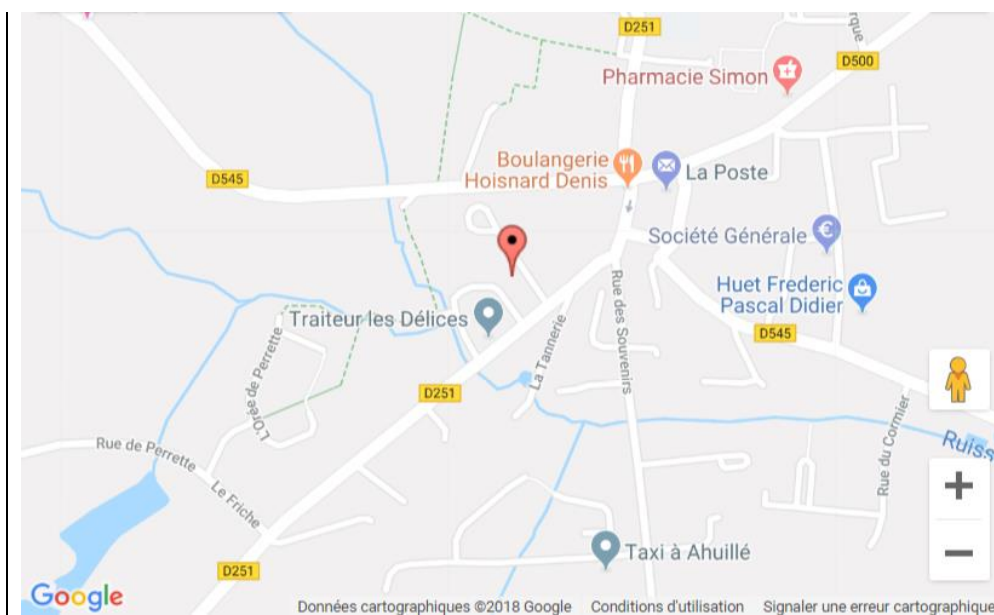 D251
rque
D500
Pharmacie Simon
Boulangerie
Hoisnard Denis
La Poste
D545
Société Générale
Huet Frederic
Pascal Didier
Traiteur les Délices
La Tannerie
Rue des Souvenirs
D545
L'Orée de Perrette
D251
Rue de Perrette
Le Friche
Rue du Cormier
Ruiss
Taxi à Ahuillé
D251
Google
Données cartographiques ©2018 Google Conditions d'utilisation Signaler une erreur cartographique